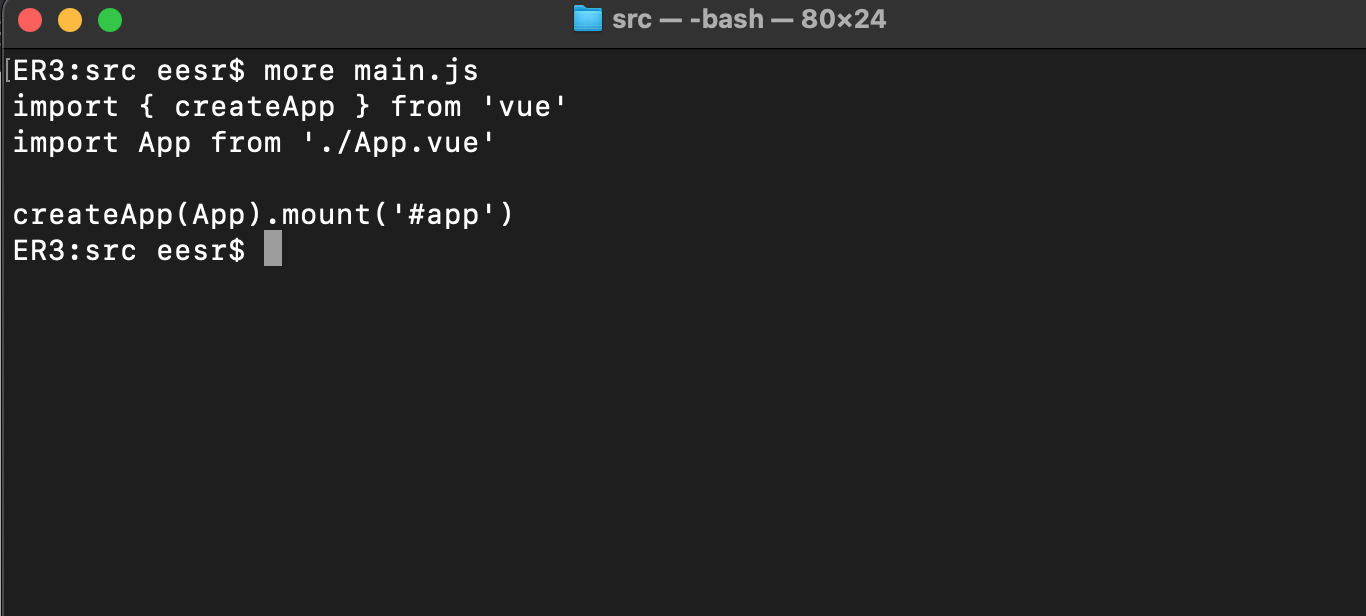 src — -bash — 80×24
[ER3:src eesr$ more main.js
import { createApp } from 'vue'
import App from './App.vue'
createApp(App).mount('#app')
ER3:src eesr$